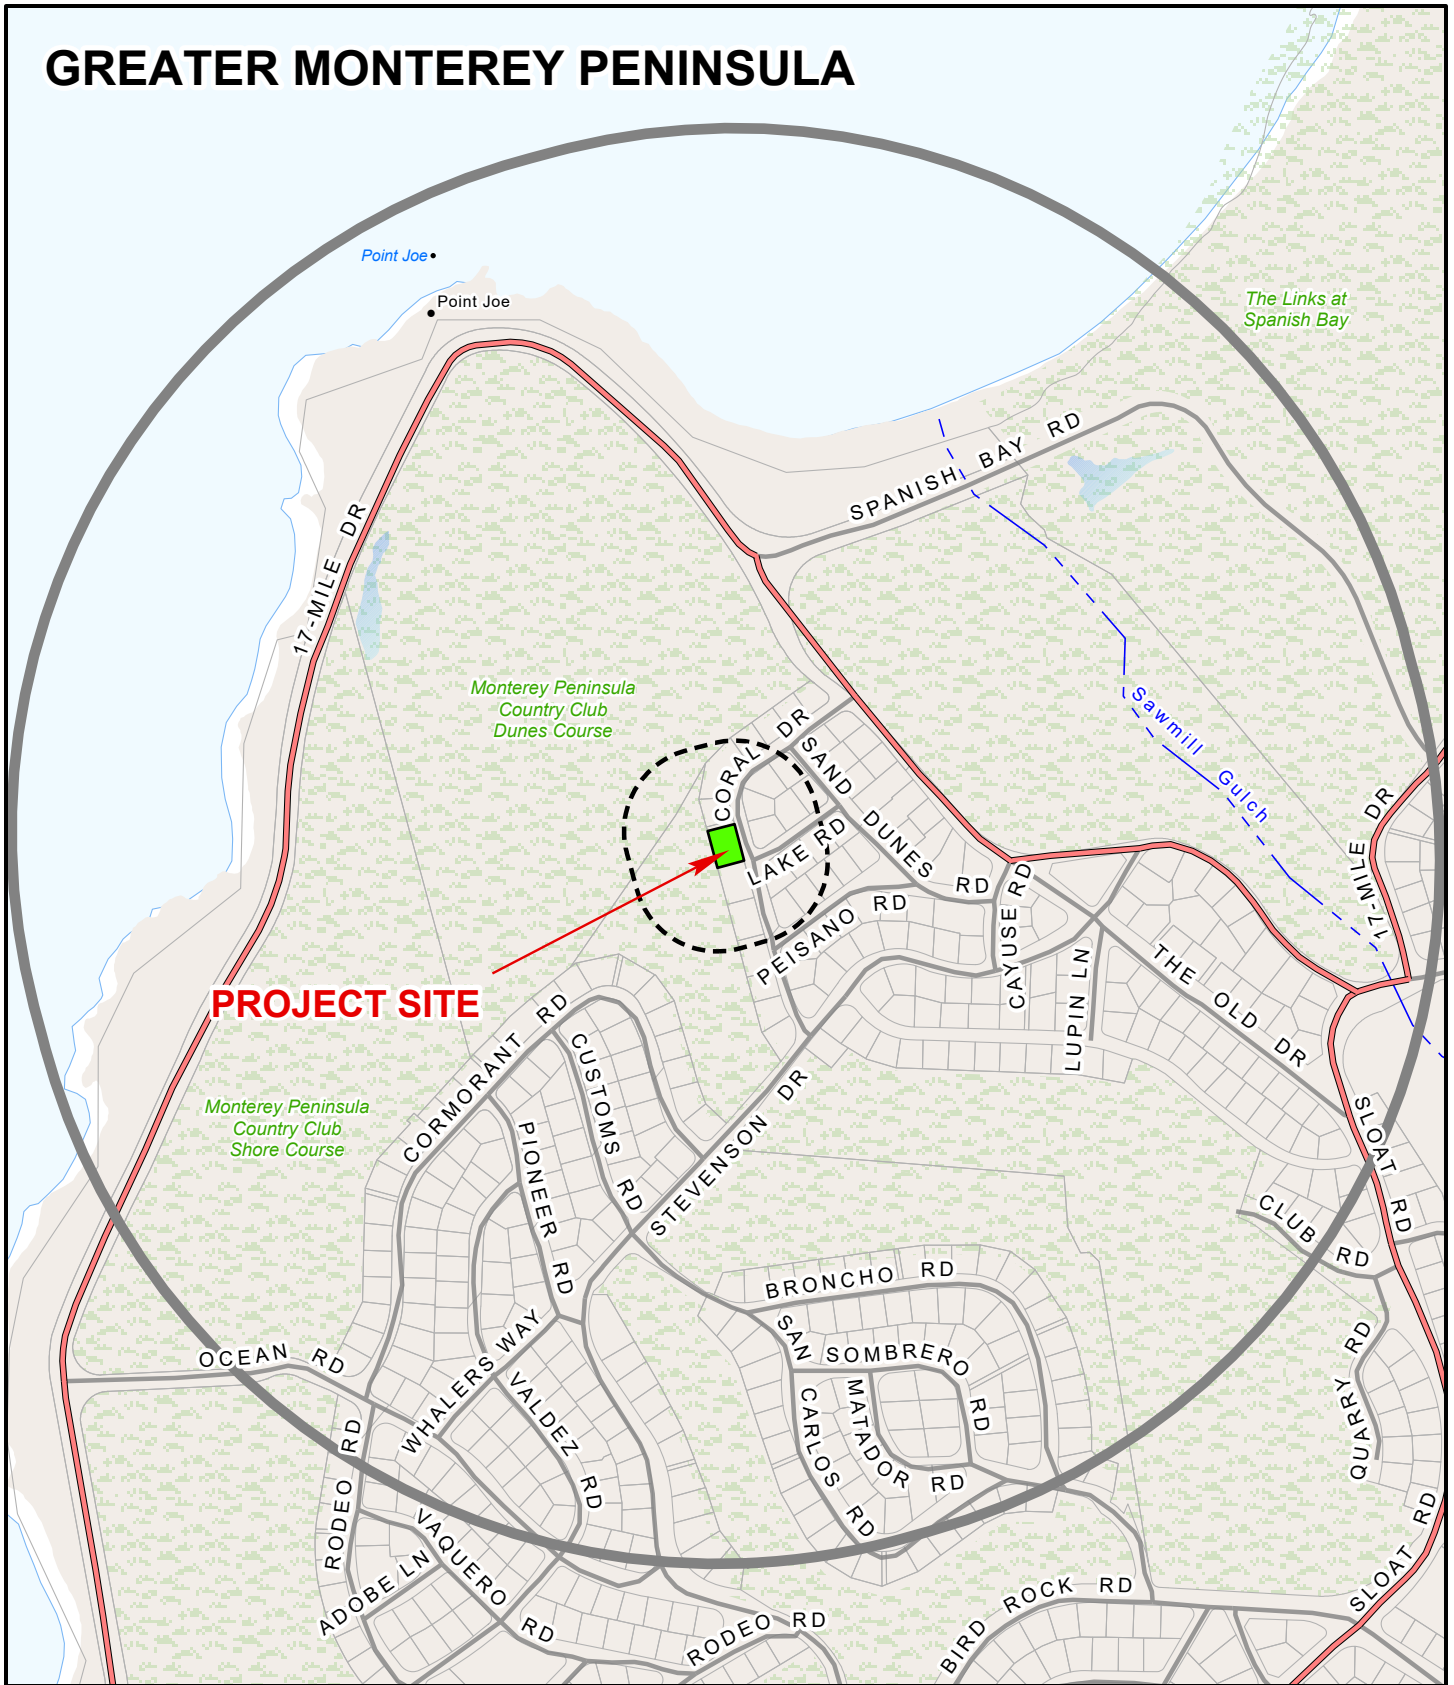 GREATER MONTEREY PENINSULA
Point Joe
Point Joe
The Links at
Spanish Bay
SPANISH BAY RD
17-MILE DR
Monterey Peninsula
Country Club
Dunes Course
Sawmill Gulch
CORAL DR
SAND DUNES RD
LAKE RD
17-MILE DR
PEISANO RD
CAYUSE RD
LUPIN LN
THE OLD DR
PROJECT SITE
CORMORANT RD
CUSTOMS RD
STEVENSON DR
Monterey Peninsula
Country Club
Shore Course
PIONEER RD
SLOAT RD
CLUB RD
BRONCHO RD
OCEAN RD
WHALERS WAY
SAN CARLOS RD
SOMBRERO RD
MATADOR RD
QUARRY RD
VALDEZ RD
RODEO RD
VAQUERO RD
ADOBE LN
RODEO RD
BIRD ROCK RD
SLOAT RD